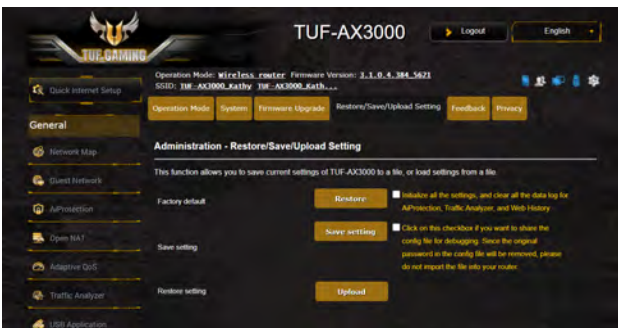 TUF GAMING
TUF-AX3000
Logout
English
Quick Internet Setup
Operation Mode: Wireless router Firmware Version: 3.1.0.4.384_5621
SSID: TUF-AX3000_Kathy TUF-AX3000_Kath...
Operation Mode
System
Firmware Upgrade
Restore/Save/Upload Setting
Feedback
Privacy
General
Network Map
Guest Network
AiProtection
Open NAT
Adaptive QoS
Traffic Analyzer
USB Application
Administration - Restore/Save/Upload Setting
This function allows you to save current settings of TUF-AX3000 to a file, or load settings from a file.
Factory default
Restore
Initialize all the settings, and clear all the data log for
AiProtection, Traffic Analyzer, and Web History
Save setting
Save setting
Click on this checkbox if you want to share the
config file for debugging. Since the original
password in the config file will be removed, please
do not import the file into your router.
Restore setting
Upload